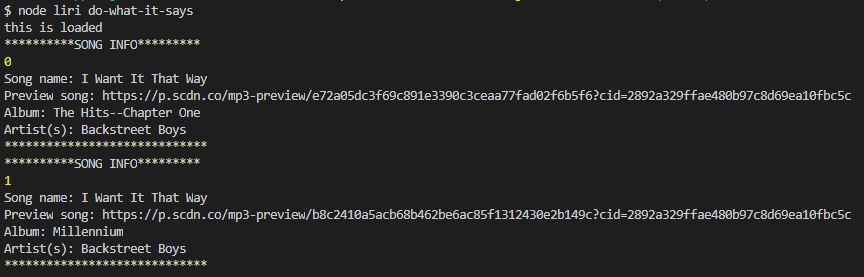 $ node liri do-what-it-says
this is loaded
**********SONG INFO*********
0
Song name: I Want It That Way
Preview song: https://p.scdn.co/mp3-preview/e72a05dc3f69c891e3390c3ceaa77fad02f6b5f6?cid=2892a329ffae480b97c8d69ea10fbc5c
Album: The Hits--Chapter One
Artist(s): Backstreet Boys
*****************************
**********SONG INFO*********
1
Song name: I Want It That Way
Preview song: https://p.scdn.co/mp3-preview/b8c2410a5acb68b462be6ac85f1312430e2b149c?cid=2892a329ffae480b97c8d69ea10fbc5c
Album: Millennium
Artist(s): Backstreet Boys
*****************************